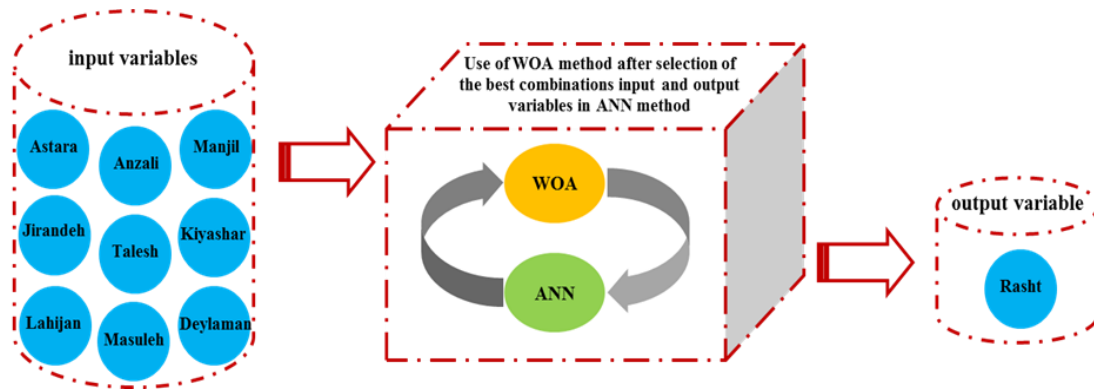 input variables
Astara
Anzali
Manjil
Jirandeh
Talesh
Kiyashar
Lahijan
Masuleh
Deylaman
Use of WOA method after selection of
the best combinations input and output
variables in ANN method
WOA
ANN
output variable
Rasht